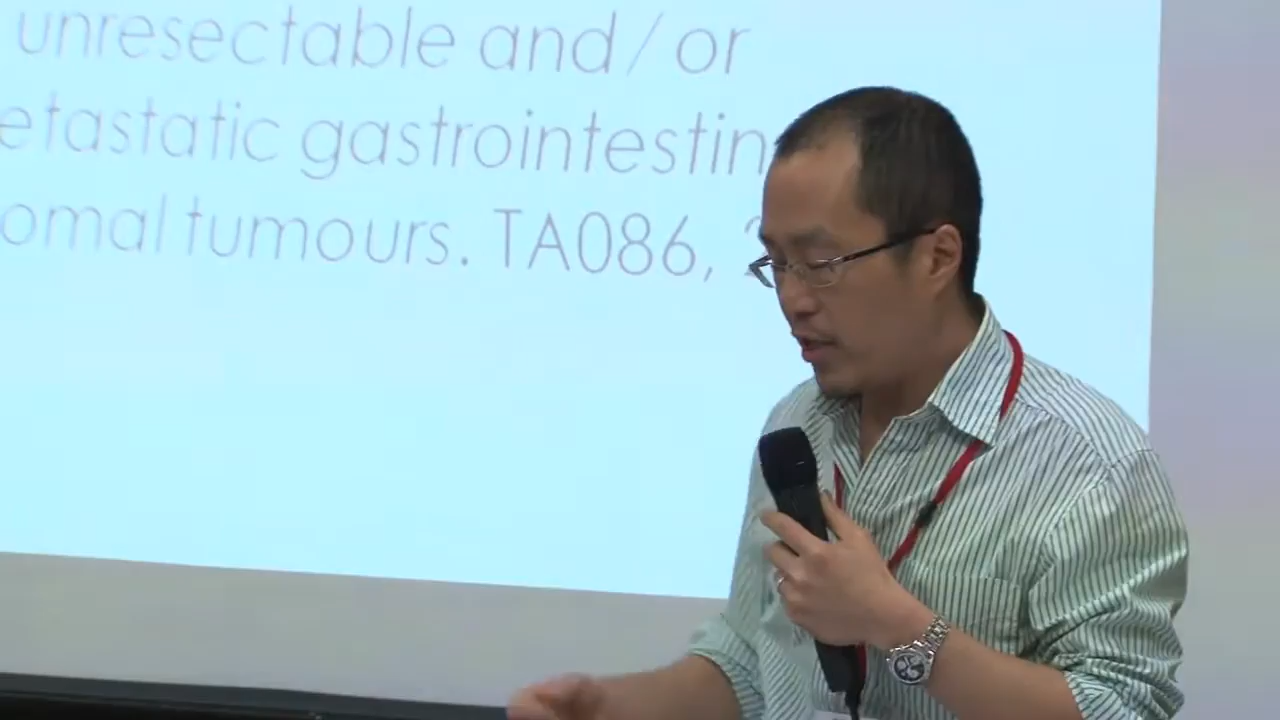 unresectable and/or
etastatic gastrointestin
omal tumours. TA086,